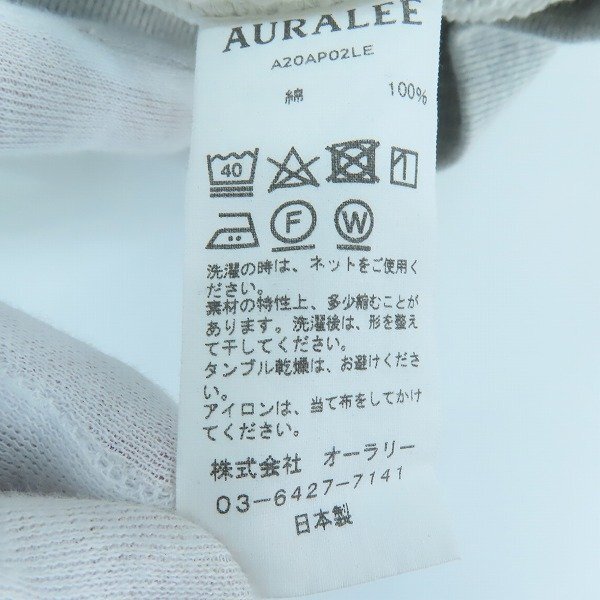 AURALEE
A20AP02LE
綿 100%
40
F W
洗濯の時は、ネットをご使用く
ださい。
素材の特性上、多少縮むことが
あります。洗濯後は、形を整え
て干してください。
タンブル乾燥は、お避けくださ
い。
アイロンは、当て布をしてかけ
てください。
株式会社 オーラリー
03-6427-7141
日本製